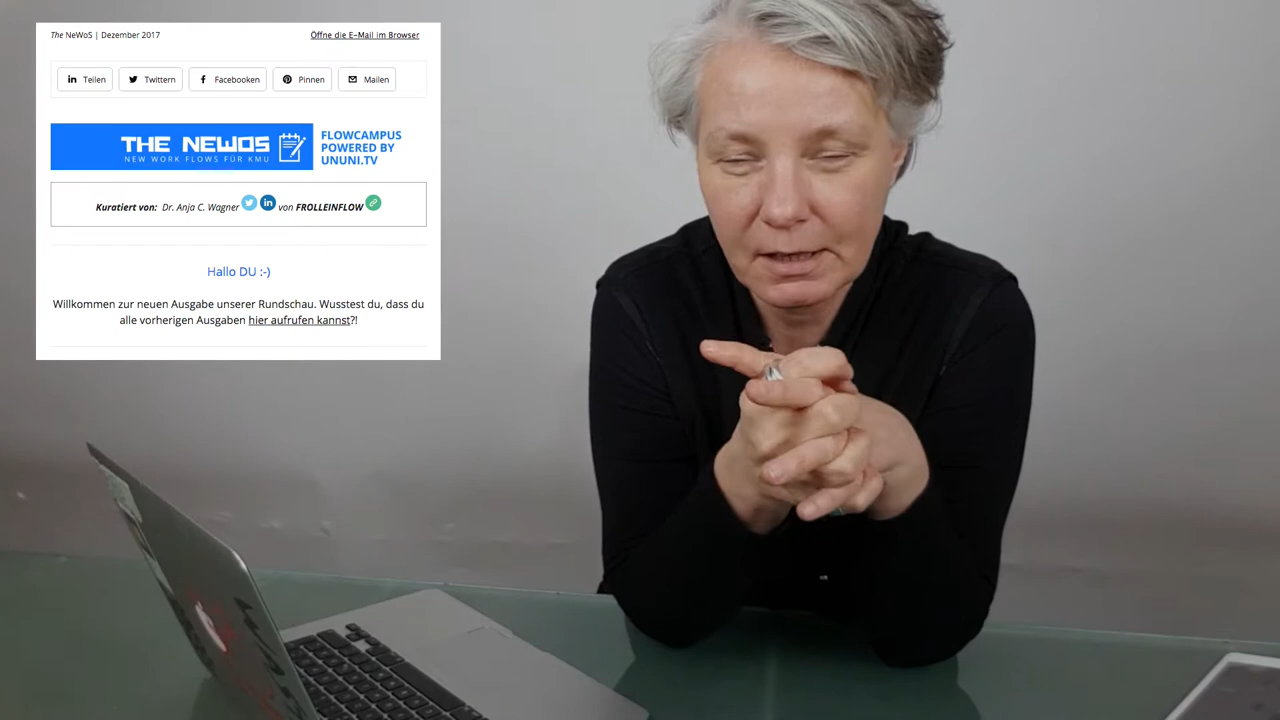 The NeWoS | Dezember 2017
Öffne die E-Mail im Browser
Teilen
Twittern
Facebooken
Pinnen
Mailen
THE NEWOS
NEW WORK FLOWS FÜR KMU
FLOWCAMPUS
POWERED BY
UNUNI.TV
Kuratiert von: Dr. Anja C. Wagner von FROLLEINFLOW
Hallo DU :-)
Willkommen zur neuen Ausgabe unserer Rundschau. Wusstest du, dass du
alle vorherigen Ausgaben hier aufrufen kannst?!